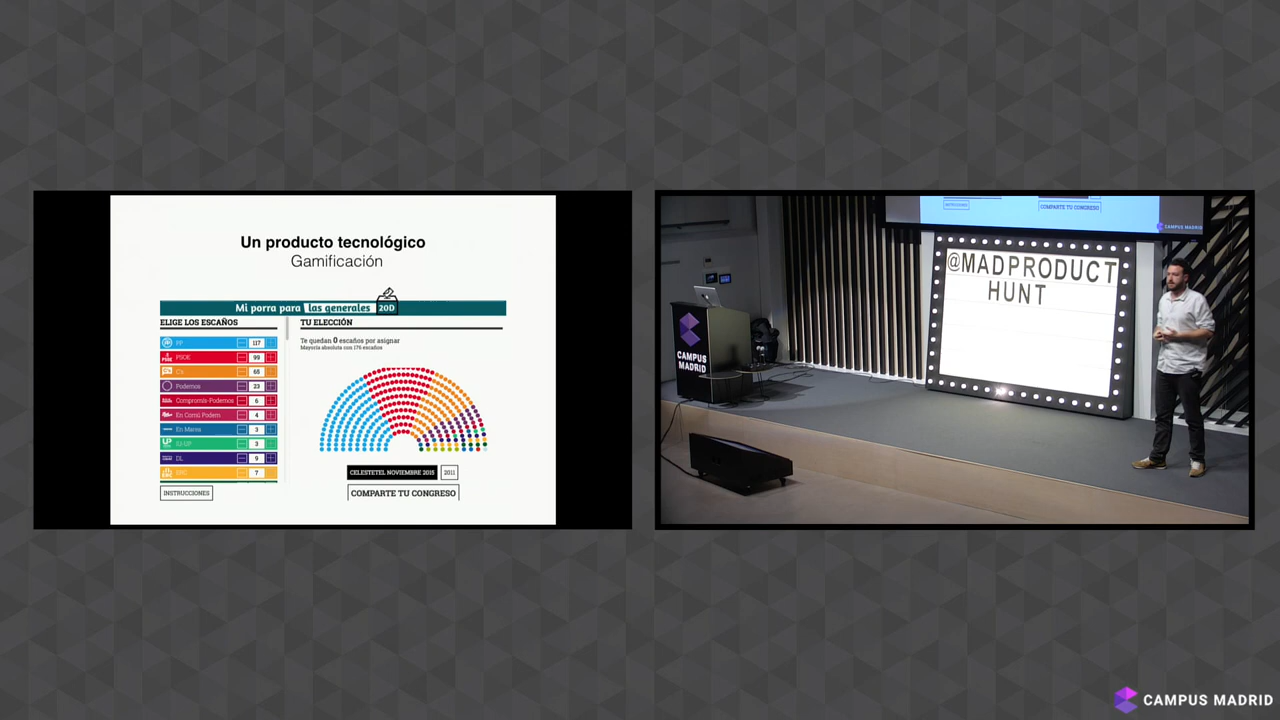 Un producto tecnológico
Gamificación
Mi porra para las generales 20D
ELIGE LOS ESCAÑOS
PP 117
PSOE 99
C's 66
Podemos 23
Compromís-Podemos 6
En Comú Podem 4
En Marea 3
UP 3
DL 9
ERC 7
INSTRUCCIONES
TU ELECCIÓN
Te quedan 0 escaños por asignar
Mayoría absoluta con 176 escaños
CELESTETEL NOVIEMBRE 2015
2011
COMPARTE TU CONGRESO
INSTRUCCIONES
COMPARTE TU CONGRESO
CAMPUS MADRID
@MADPRODUCT
HUNT
CAMPUS
MADRID
CAMPUS MADRID